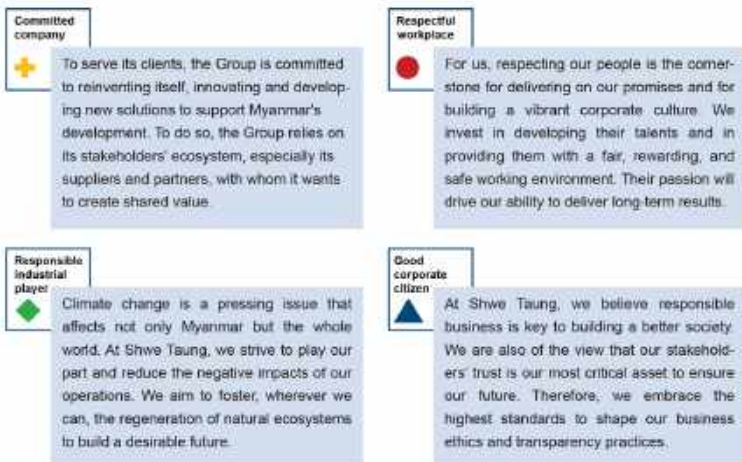 Committed
company
To serve its clients, the Group is committed
to reinventing itself, innovating and develop-
ing new solutions to support Myanmar's
development. To do so, the Group relies on
its stakeholders' ecosystem, especially its
suppliers and partners, with whom it wants
to create shared value.
Respectful
workplace
For us, respecting our people is the corner-
stone for delivering on our promises and for
building a vibrant corporate culture. We
invest in developing their talents and in
providing them with a fair, rewarding, and
safe working environment. Their passion will
drive our ability to deliver long-term results.
Responsible
industrial
player
Climate change is a pressing issue that
affects not only Myanmar but the whole
world. At Shwe Taung, we strive to play our
part and reduce the negative impacts of our
operations. We aim to foster, wherever we
can, the regeneration of natural ecosystems
to build a desirable future.
Good
corporate
citizen
At Shwe Taung, we believe responsible
business is key to building a better society.
We are also of the view that our stakehold-
ers' trust is our most critical asset to ensure
our future. Therefore, we embrace the
highest standards to shape our business
ethics and transparency practices.